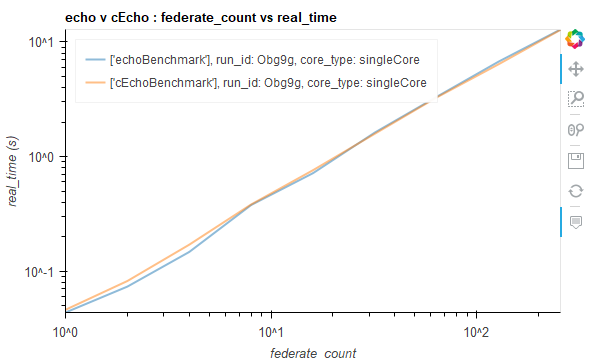 echo v cEcho : federate_count vs real_time
['echoBenchmark'], run_id: Obg9g, core_type: singleCore
['cEchoBenchmark'], run_id: Obg9g, core_type: singleCore
real_time (s)
10^1
10^0
10^-1
10^0
10^1
10^2
federate_count